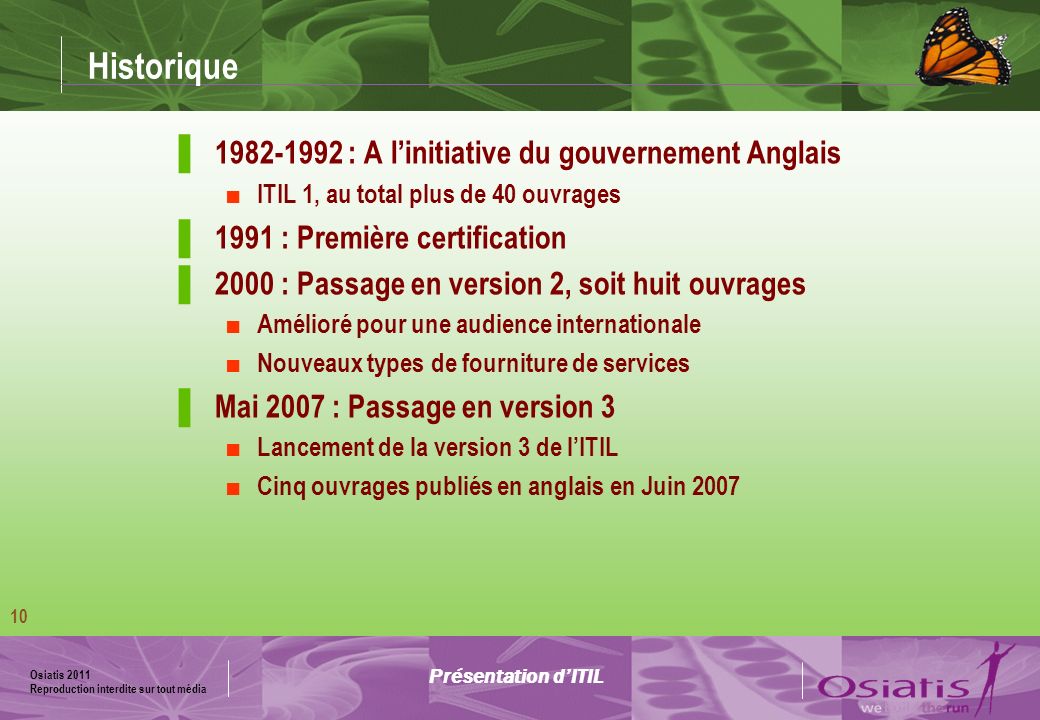 Historique
1982-1992 : A l’initiative du gouvernement Anglais
ITIL 1, au total plus de 40 ouvrages
1991 : Première certification
2000 : Passage en version 2, soit huit ouvrages
Amélioré pour une audience internationale
Nouveaux types de fourniture de services
Mai 2007 : Passage en version 3
Lancement de la version 3 de l’ITIL
Cinq ouvrages publiés en anglais en Juin 2007
10
Osiatis 2011
Reproduction interdite sur tout média
Présentation d’ITIL
Osiatis
we the run